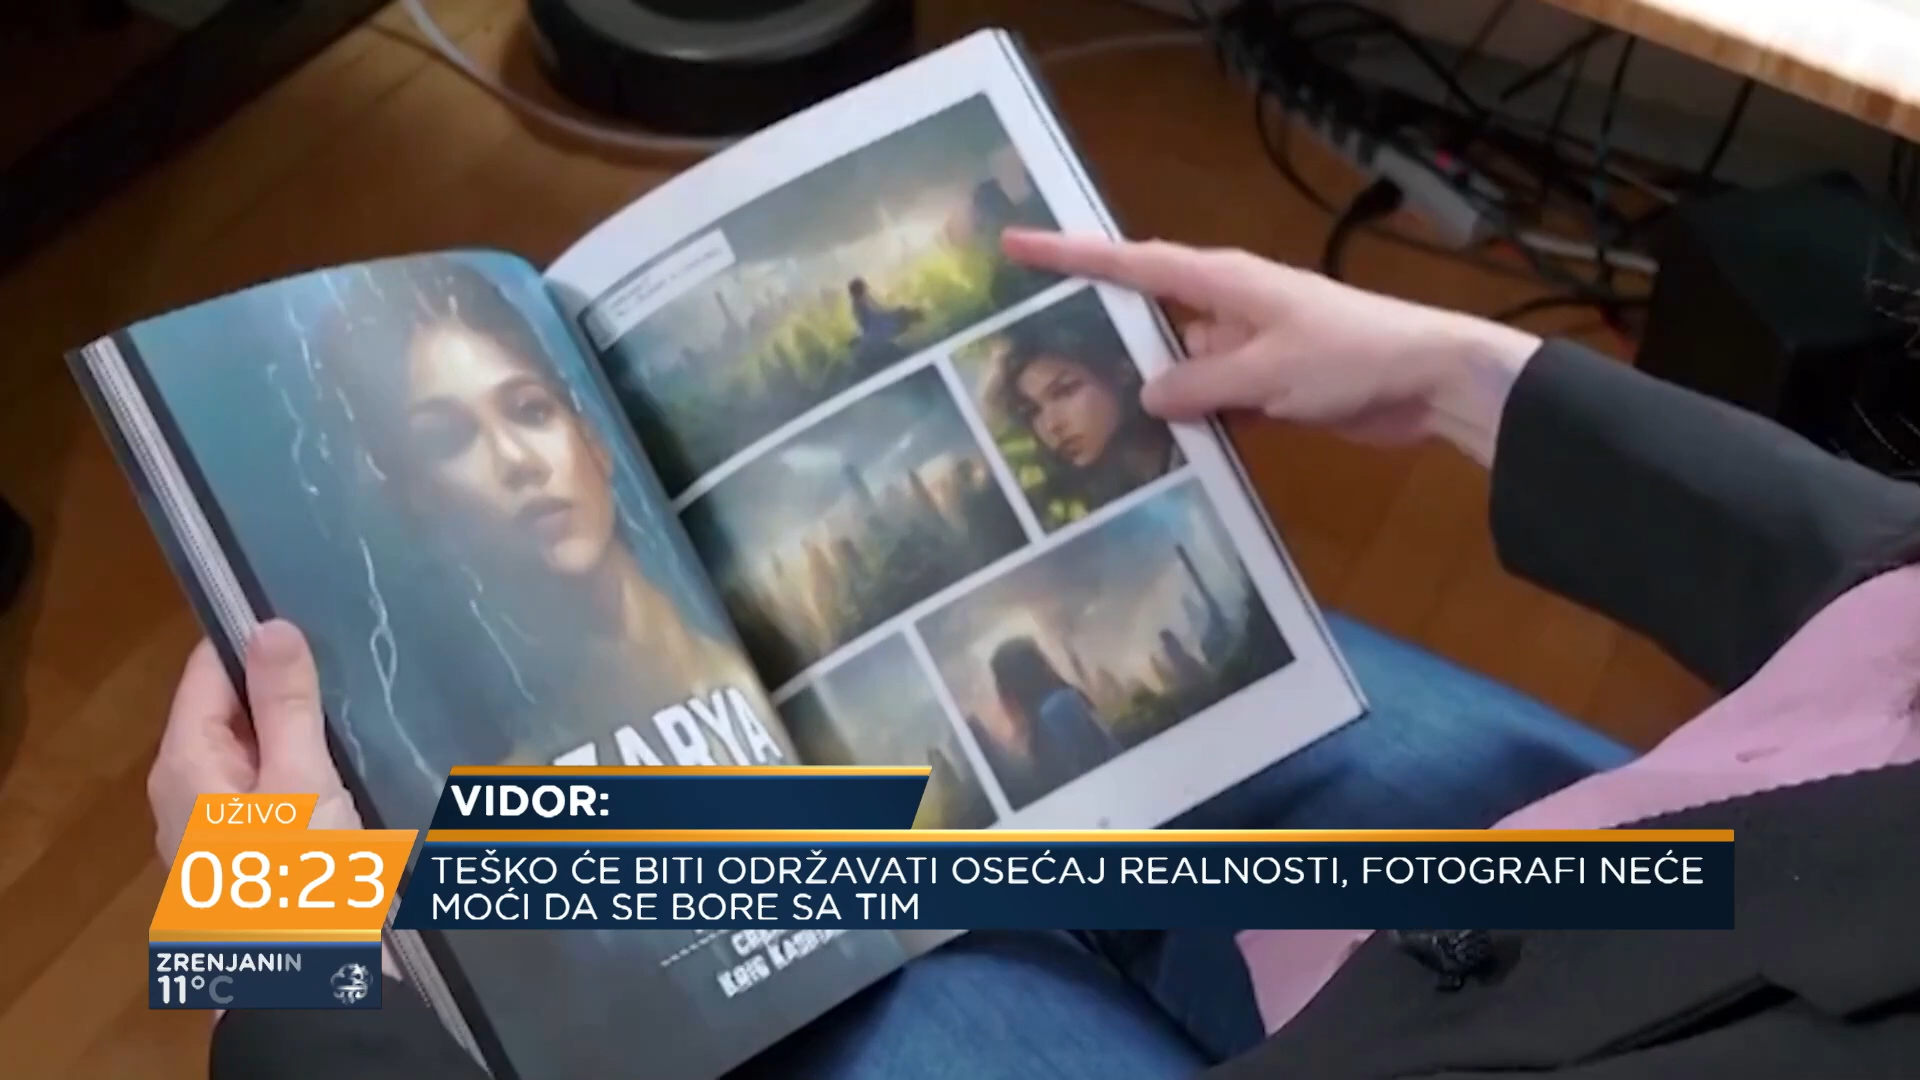 ZARYA
VIDOR:
UŽIVO
08:23
TEŠKO ĆE BITI ODRŽAVATI OSEĆAJ REALNOSTI, FOTOGRAFI NEĆE
MOĆI DA SE BORE SA TIM
ZRENJANIN
11°C